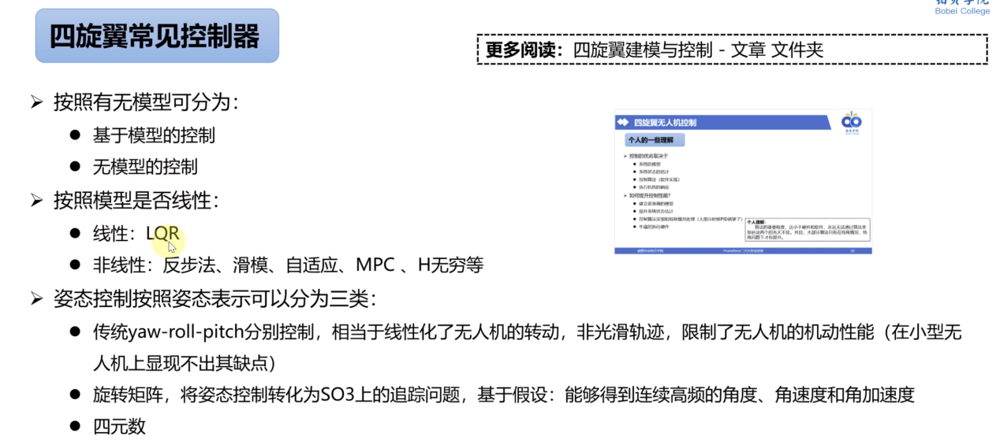 Bobei College
四旋翼常见控制器
更多阅读：四旋翼建模与控制 - 文章 文件夹
按照有无模型可分为：
基于模型的控制
无模型的控制
按照模型是否线性：
线性：LQR
非线性：反步法、滑模、自适应、MPC 、H无穷等
姿态控制按照姿态表示可以分为三类：
传统yaw-roll-pitch分别控制，相当于线性化了无人机的转动，非光滑轨迹，限制了无人机的机动性能（在小型无
人机上显现不出其缺点）
旋转矩阵，将姿态控制转化为SO3上的追踪问题，基于假设：能够得到连续高频的角度、角速度和角加速度
四元数
四旋翼无人机控制
个人的一些理解
控制的优劣取决于
系统的模型
系统状态的估计
控制算法（软件实现）
执行机构的响应
如何提升控制性能？
建立更准确的模型
提升系统状态估计
控制算法实现和特殊情况处理（大部分时候PID就够了）
牛逼的执行硬件
个人理解：